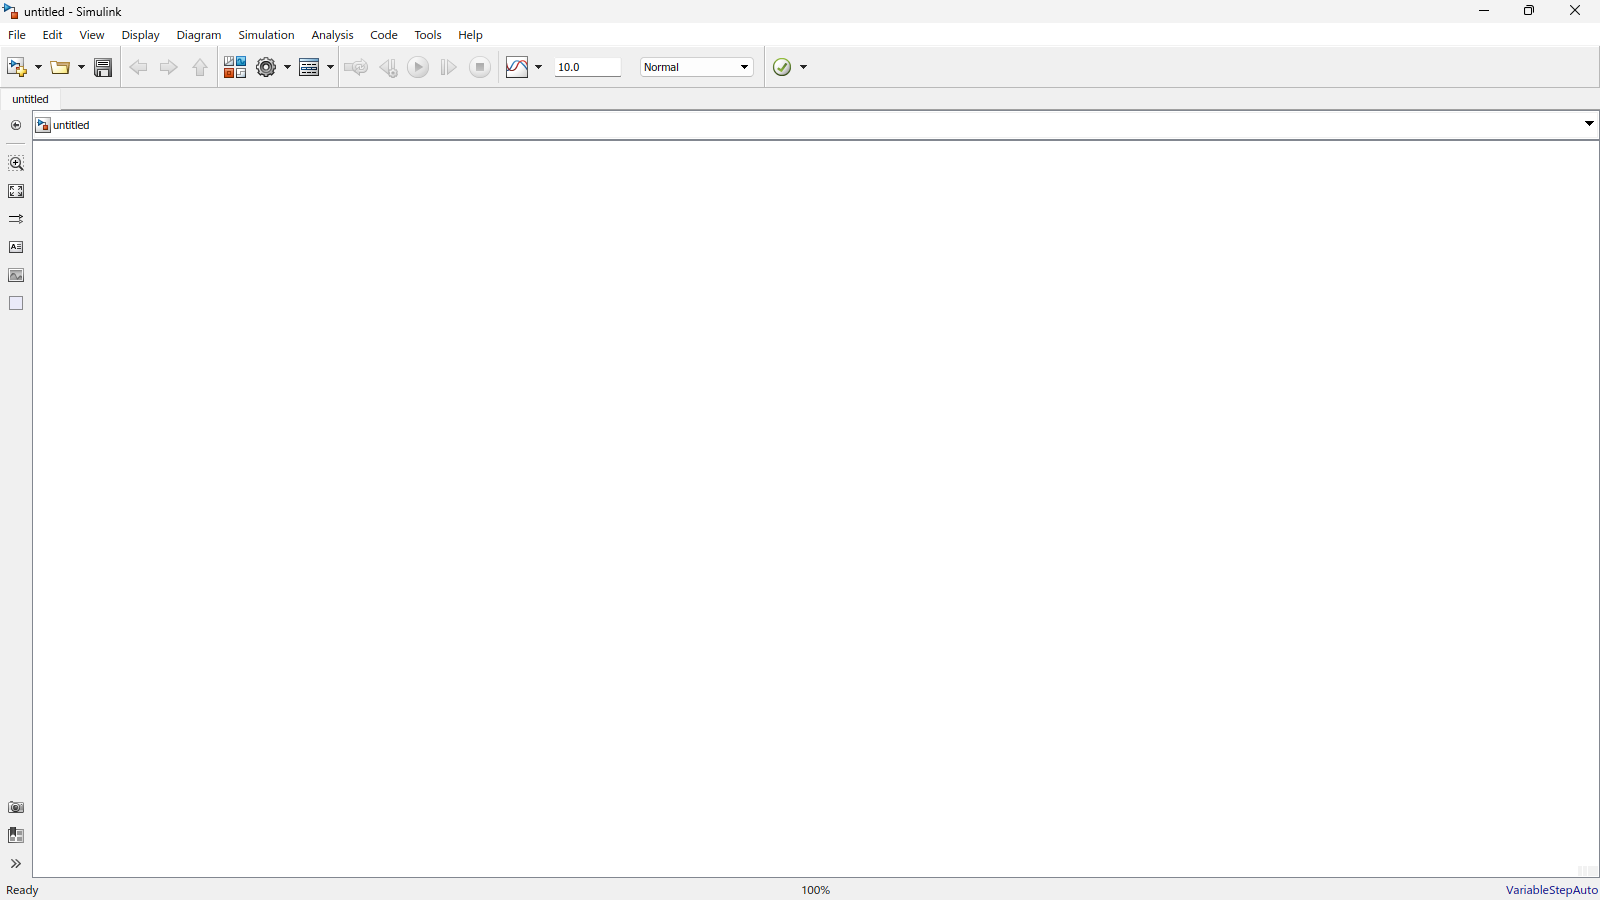 untitled - Simulink
File Edit View Display Diagram Simulation Analysis Code Tools Help
10.0 Normal
untitled
untitled
Ready 100% VariableStepAuto